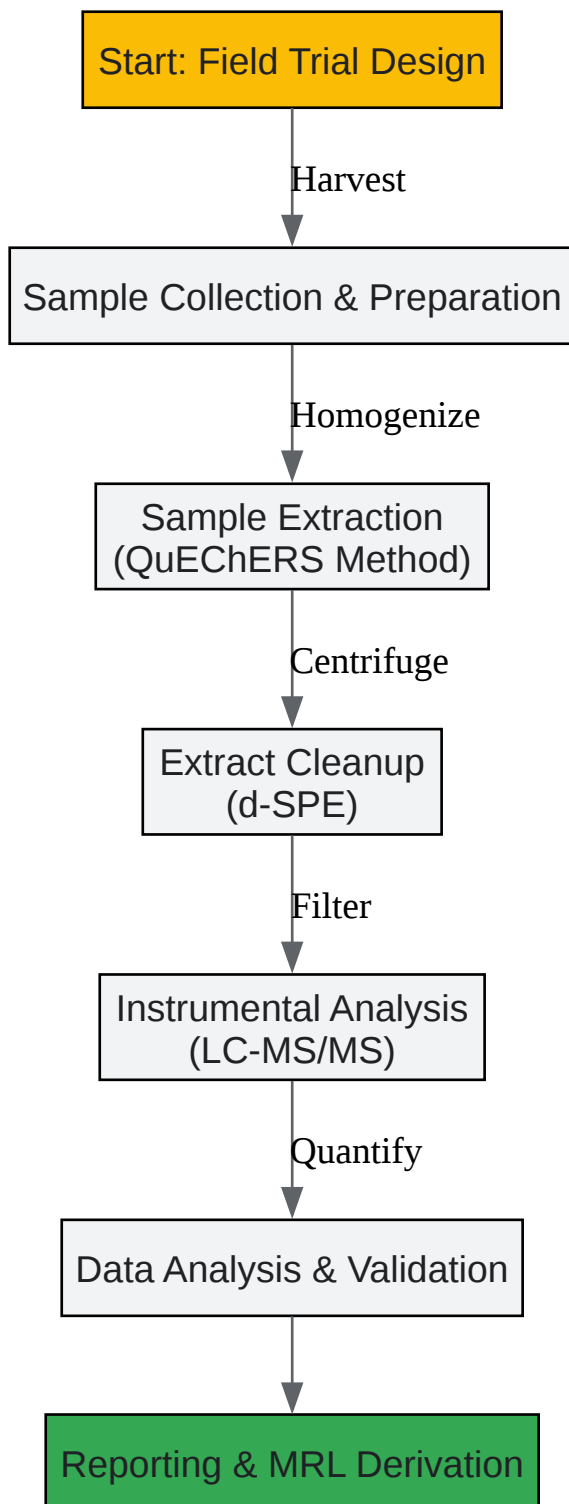 Start: Field Trial Design
Harvest
Sample Collection & Preparation
Homogenize
Sample Extraction
(QuEChERS Method)
Centrifuge
Extract Cleanup
(d-SPE)
Filter
Instrumental Analysis
(LC-MS/MS)
Quantify
Data Analysis & Validation
Reporting & MRL Derivation